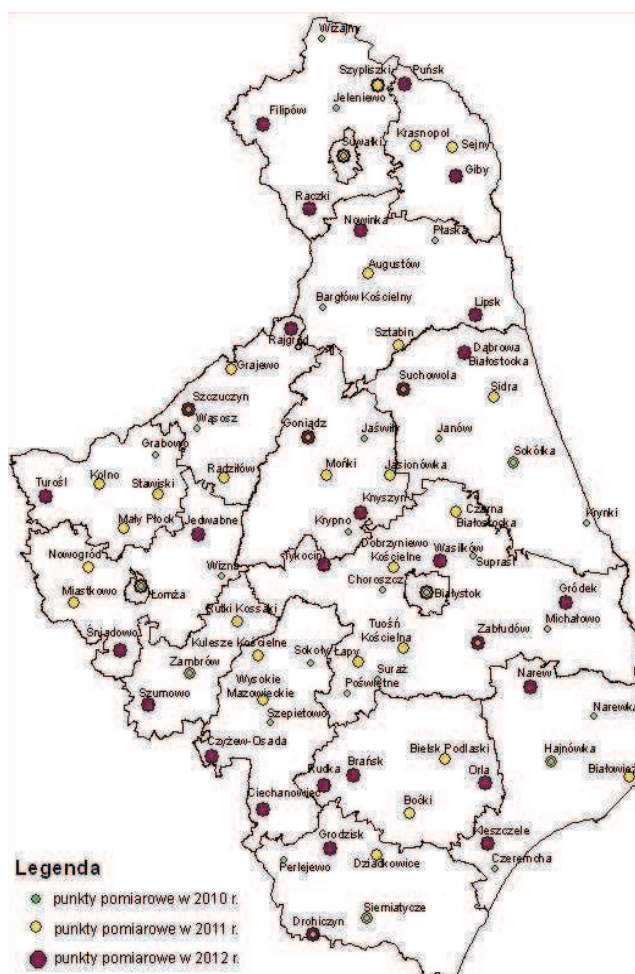 Wiżajny
Szypliszki
Puńsk
Jeleniewo
Filipów
Krasnopol
Sejny
Suwałki
Giby
Raczki
Nowinka
Płaska
Augustów
Bargłów Kościelny
Lipsk
Rajgród
Sztabin
Dąbrowa
Białostocka
Grajewo
Suchowola
Sidra
Szczuczyn
Wąsosz
Goniądz
Jaświły
Janów
Grabowo
Sokółka
Turośl
Kolno
Stawiski
Radziłów
Mońki
Jasionówka
Mały Płock
Jedwabne
Knyszyn
Krypno
Czarna
Białostocka
Krynki
Nowogród
Wizna
Tykocin
Dobrzyniewo
Kościelne
Wasilków
Supraśl
Choroszcz
Miastkowo
Łomża
Białystok
Gródek
Michałowo
Rutki Kossaki
Śniadowo
Kulesze Kościelne
Tuośń
Kościelna
Zabłudów
Zambrów
Sokoły
Łapy
Suraż
Poświętne
Narew
Szumowo
Wysokie
Mazowieckie
Szepietowo
Narewka
Czyżew-Osada
Rudka
Brańsk
Bielsk Podlaski
Orla
Hajnówka
Białowież
Ciechanowiec
Boćki
Kleszczele
Grodzisk
Perlejewo
Dziadkowice
Czeremcha
Siemiatycze
Drohiczyn
Legenda
punkty pomiarowe w 2010 r.
punkty pomiarowe w 2011 r.
punkty pomiarowe w 2012 r.